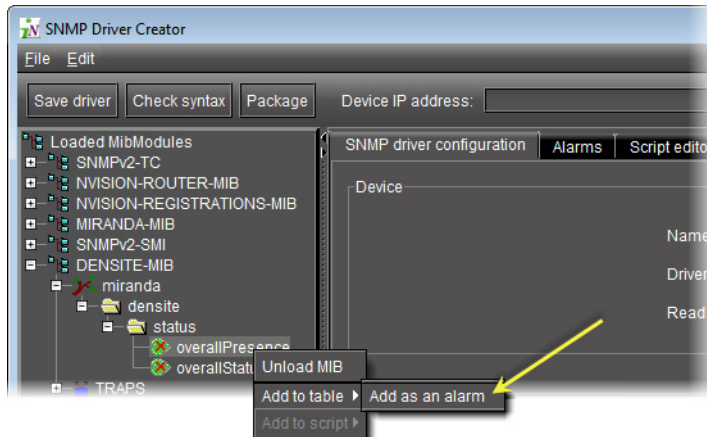 SNMP Driver Creator
File Edit
Save driver Check syntax Package Device IP address:
Loaded MibModules
SNMPv2-TC
NVISION-ROUTER-MIB
NVISION-REGISTRATIONS-MIB
MIRANDA-MIB
SNMPv2-SMI
DENSITE-MIB
miranda
densite
status
overallPresence
overallStatu
TRAPS
SNMP driver configuration Alarms Script edito
Device
Name
Driver
Read
Unload MIB
Add to table Add as an alarm
Add to script